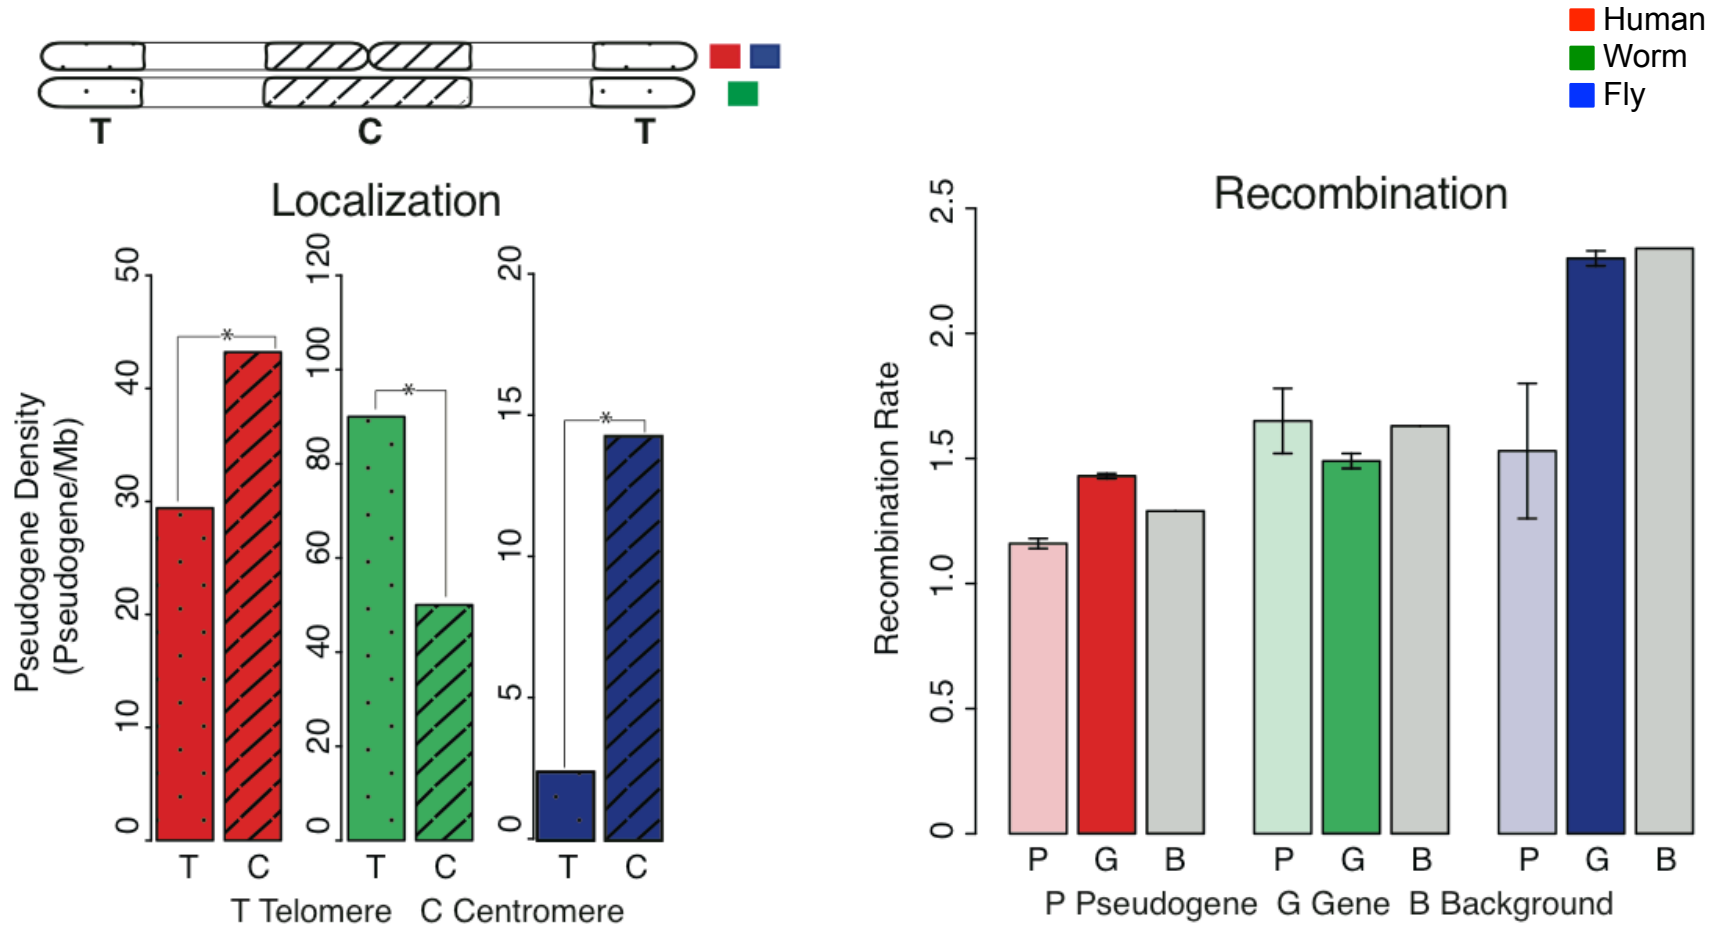 Human
Worm
Fly
T C T
Localization
Pseudogene Density
(Pseudogene/Mb)
0 10 20 30 40 50
0 20 40 60 80 100 120
0 5 10 15 20
*
*
*
T C T C T C
T Telomere C Centromere
Recombination
Recombination Rate
0 0.5 1.0 1.5 2.0 2.5
P G B P G B P G B
P Pseudogene G Gene B Background